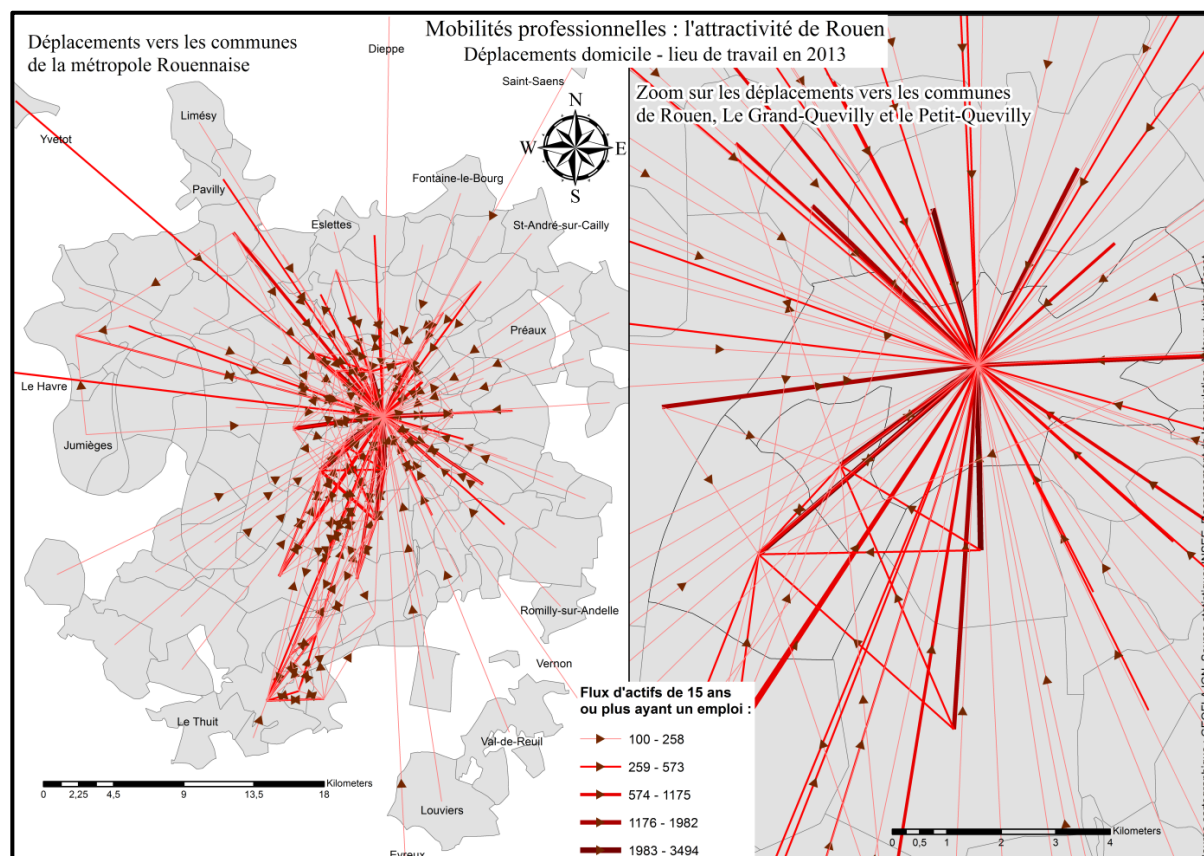 Mobilités professionnelles : l'attractivité de Rouen
Déplacements domicile - lieu de travail en 2013
Déplacements vers les communes
de la métropole Rouennaise
Zoom sur les déplacements vers les communes
de Rouen, Le Grand-Quevilly et le Petit-Quevilly
Dieppe
Saint-Saens
Yvetot
Limésy
N
W
E
S
Pavilly
Fontaine-le-Bourg
Eslettes
St-André-sur-Cailly
Préaux
Le Havre
Jumièges
Romilly-sur-Andelle
Vernon
Le Thuit
Val-de-Reuil
Louviers
Evreux
Flux d'actifs de 15 ans
ou plus ayant un emploi :
100 - 258
259 - 573
574 - 1175
1176 - 1982
1983 - 3494
Kilometers
0 2,25 4,5 9 13,5 18
Kilometers
0 0,5 1 2 3 4